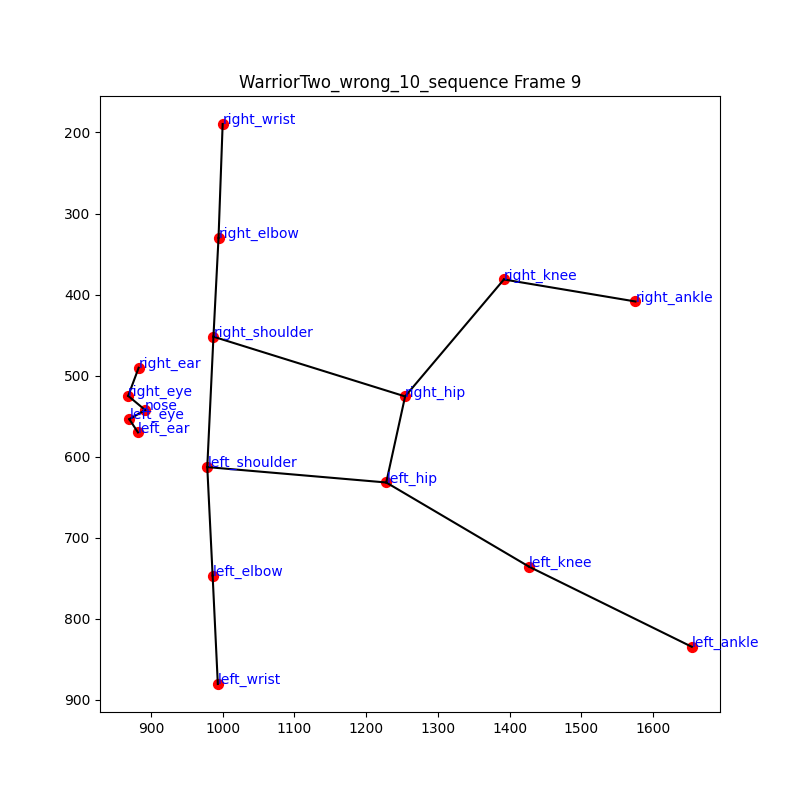 WarriorTwo_wrong_10_sequence Frame 9
200
300
400
500
600
700
800
900
right_wrist
right_elbow
right_knee
right_ankle
right_shoulder
right_ear
right_eye
right_hip
nose
left_eye
left_ear
left_shoulder
left_hip
left_knee
left_elbow
left_ankle
left_wrist
900 1000 1100 1200 1300 1400 1500 1600